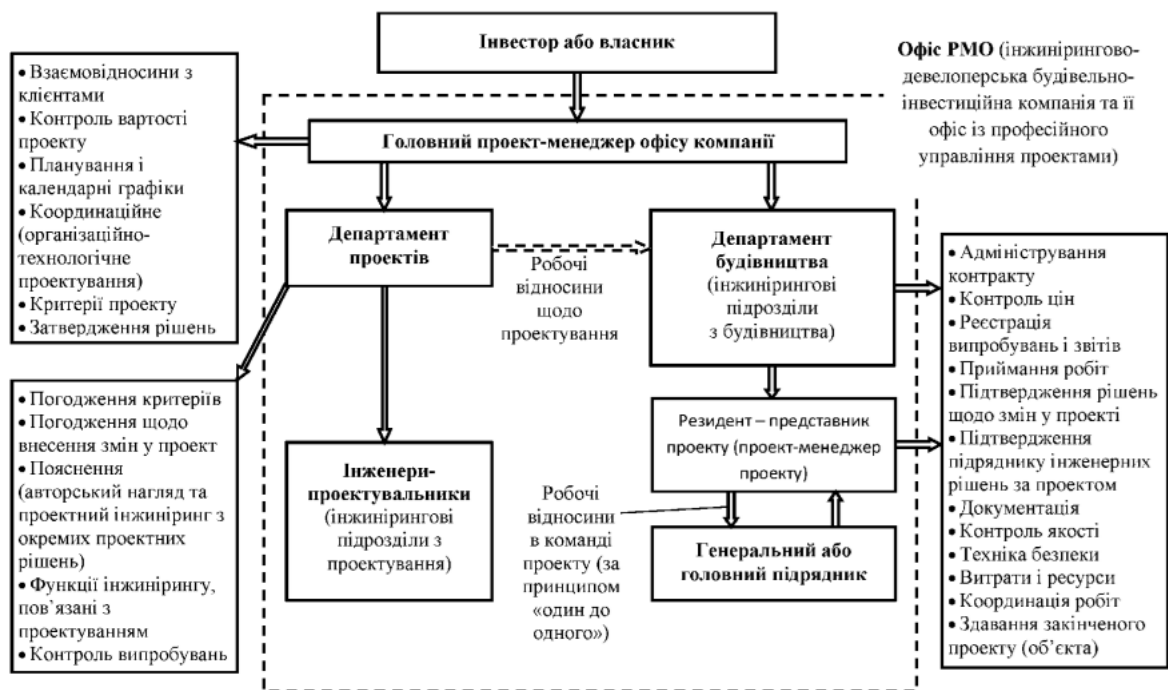 Інвестор або власник
Офіс РМО (інжинірингово-
девелоперська будівельно-
інвестиційна компанія та її
офіс із професійного
управління проектами)
Головний проект-менеджер офісу компанії
• Взаємовідносини з
клієнтами
• Контроль вартості
проекту
• Планування і
календарні графіки
• Координаційне
(організаційно-
технологічне
проектування)
• Критерії проекту
• Затвердження рішень
Департамент
проектів
Робочі
відносини
щодо
проектування
Департамент
будівництва
(інжинірингові
підрозділи
з будівництва)
• Адміністрування
контракту
• Контроль цін
• Реєстрація
випробувань і звітів
• Приймання робіт
• Підтвердження рішень
щодо змін у проекті
• Підтвердження
підряднику інженерних
рішень за проектом
• Документація
• Контроль якості
• Техніка безпеки
• Витрати і ресурси
• Координація робіт
• Здавання закінченого
проекту (об’єкта)
• Погодження критеріїв
• Погодження щодо
внесення змін у проект
• Пояснення
(авторський нагляд та
проектний інжиніринг з
окремих проектних
рішень)
• Функції інжинірингу,
пов’язані з
проектуванням
• Контроль випробувань
Інженери-
проектувальники
(інжинірингові
підрозділи з
проектування)
Робочі
відносини
в команді
проекту (за
принципом
«один до
одного»)
Резидент – представник
проекту (проект-менеджер
проекту)
Генеральний або
головний підрядник